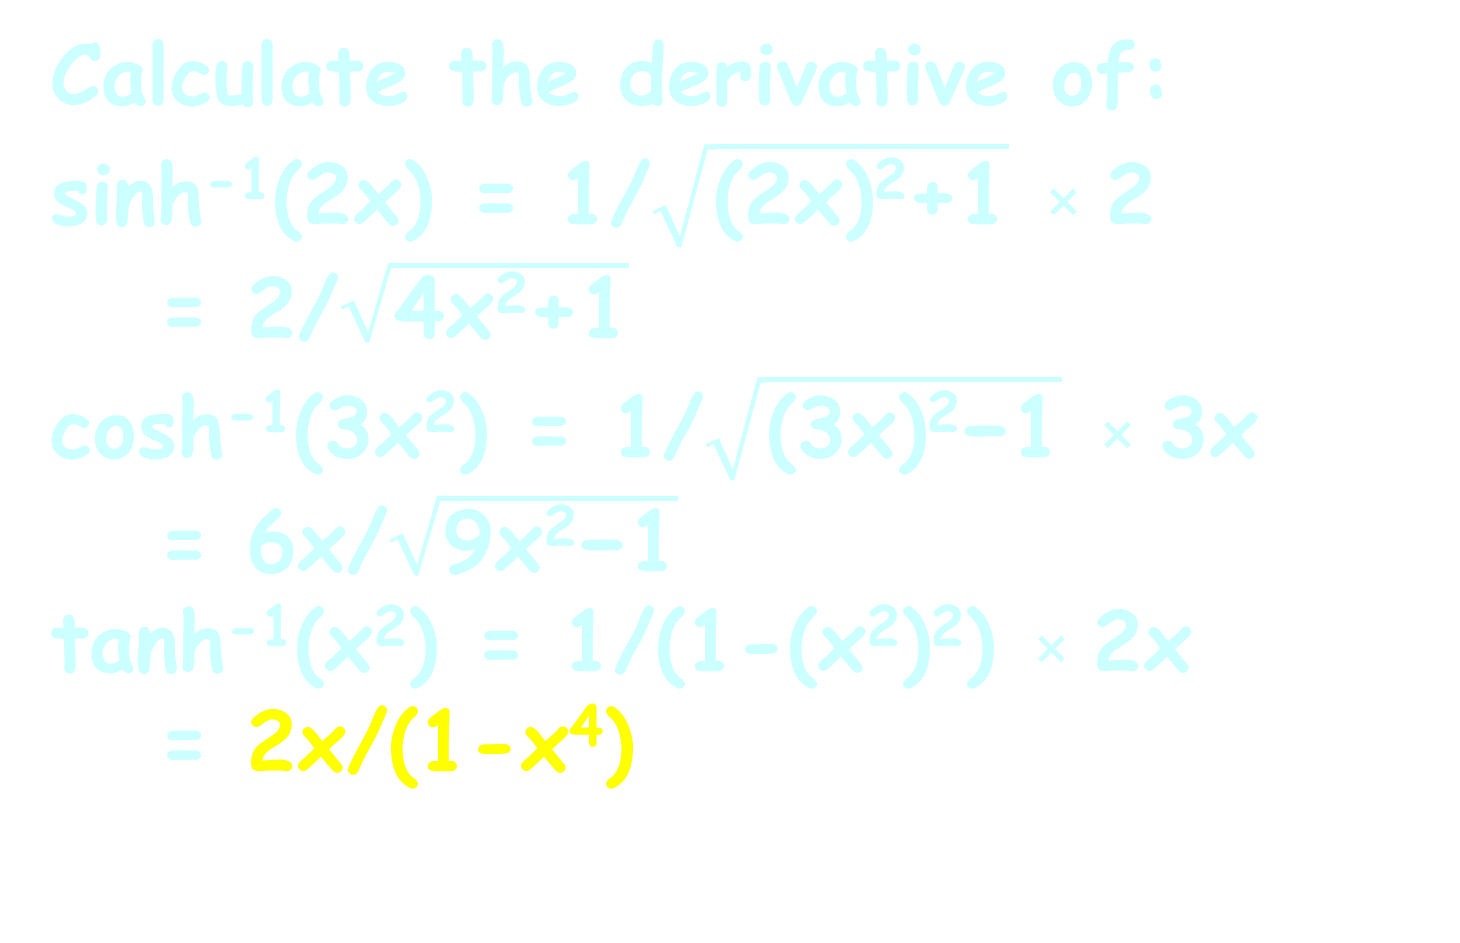 Calculate the derivative of:
sinh⁻¹(2x) = 1/√(2x)²+1 × 2
= 2/√4x²+1
cosh⁻¹(3x²) = 1/√(3x)²−1 × 3x
= 6x/√9x²−1
tanh⁻¹(x²) = 1/(1-(x²)²) × 2x
= 2x/(1-x⁴)